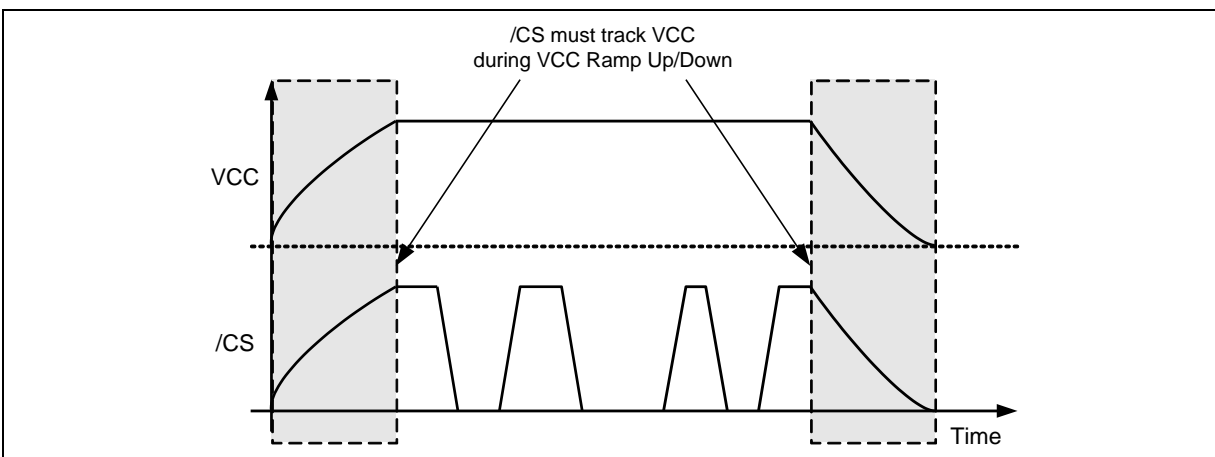 /CS must track VCC
during VCC Ramp Up/Down
VCC
/CS
Time